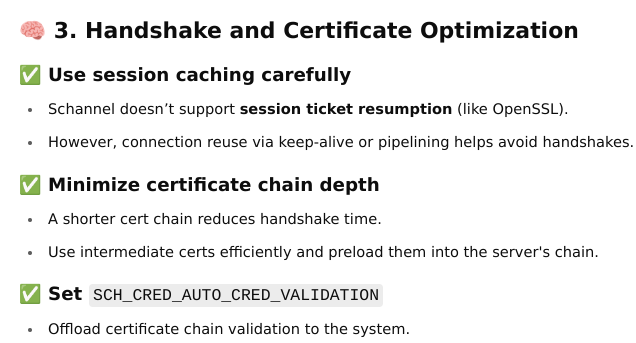 🧠 3. Handshake and Certificate Optimization
✅ Use session caching carefully
• Schannel doesn’t support session ticket resumption (like OpenSSL).
• However, connection reuse via keep-alive or pipelining helps avoid handshakes.
✅ Minimize certificate chain depth
• A shorter cert chain reduces handshake time.
• Use intermediate certs efficiently and preload them into the server's chain.
✅ Set SCH_CRED_AUTO_CRED_VALIDATION
• Offload certificate chain validation to the system.